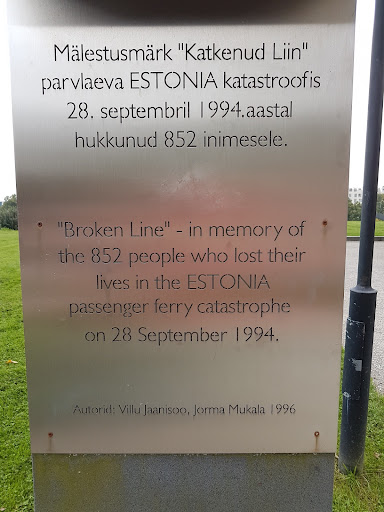 Mälestusmärk "Katkenud Liin"
parvlaeva ESTONIA katastroofis
28. septembril 1994.aastal
hukkunud 852 inimesele.
"Broken Line" - in memory of
the 852 people who lost their
lives in the ESTONIA
passenger ferry catastrophe
on 28 September 1994.
Autorid: Villu Jaanisoo, Jorma Mukala 1996